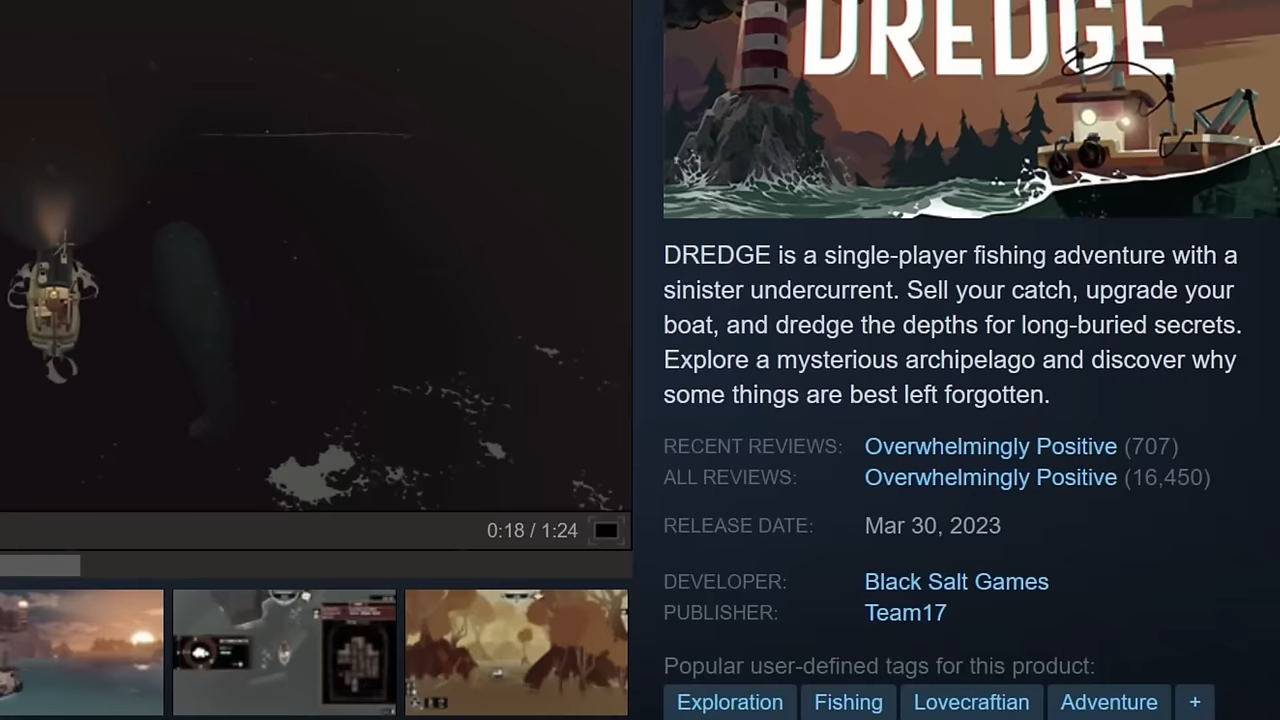 DREDGE
DREDGE is a single-player fishing adventure with a
sinister undercurrent. Sell your catch, upgrade your
boat, and dredge the depths for long-buried secrets.
Explore a mysterious archipelago and discover why
some things are best left forgotten.
RECENT REVIEWS: Overwhelmingly Positive (707)
ALL REVIEWS: Overwhelmingly Positive (16,450)
RELEASE DATE: Mar 30, 2023
0:18 / 1:24
DEVELOPER: Black Salt Games
PUBLISHER: Team17
Popular user-defined tags for this product:
Exploration Fishing Lovecraftian Adventure +